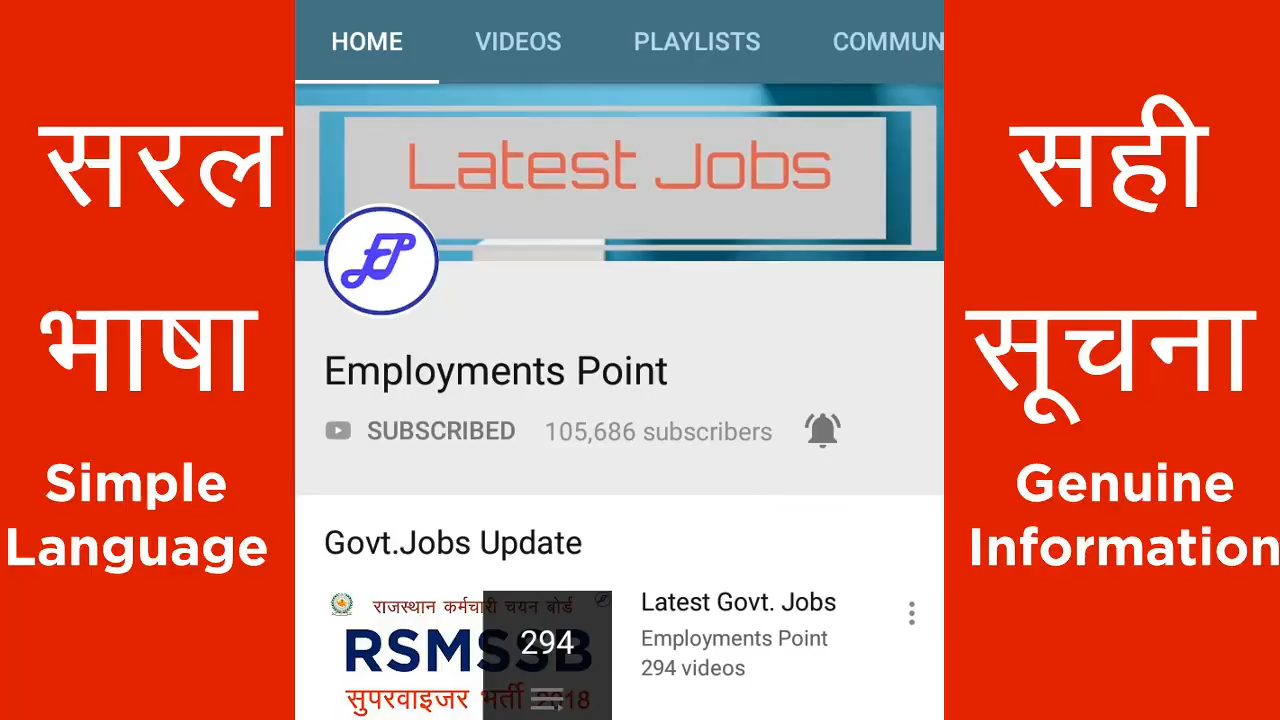 सरल
भाषा
Simple
Language
HOME VIDEOS PLAYLISTS COMMUN
Latest Jobs
EP
Employments Point
SUBSCRIBED 105,686 subscribers
Govt.Jobs Update
राजस्थान कर्मचारी चयन बोर्ड
RSMSSB
सुपरवाइजर भर्ती 2018
294
Latest Govt. Jobs
Employments Point
294 videos
सही
सूचना
Genuine
Information